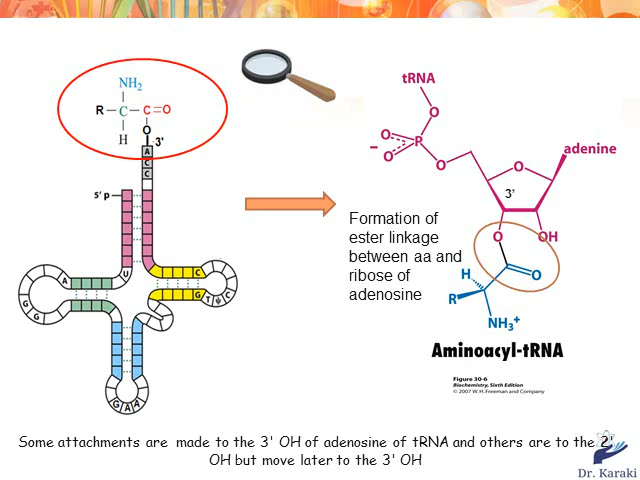 NH₂
R–C–C=O
H
O
3'
A
C
C
5' P
A
U
G
G
C
G
T
Ψ
C
G
A
A
tRNA
O
O
P
–
O
O
O
adenine
3'
O
OH
H
O
R
NH₃⁺
Formation of
ester linkage
between aa and
ribose of
adenosine
Aminoacyl-tRNA
Figure 30-6
Biochemistry, Sixth Edition
© 2007 W. H. Freeman and Company
Some attachments are made to the 3' OH of adenosine of tRNA and others are to the 2'
OH but move later to the 3' OH
Dr. Karaki